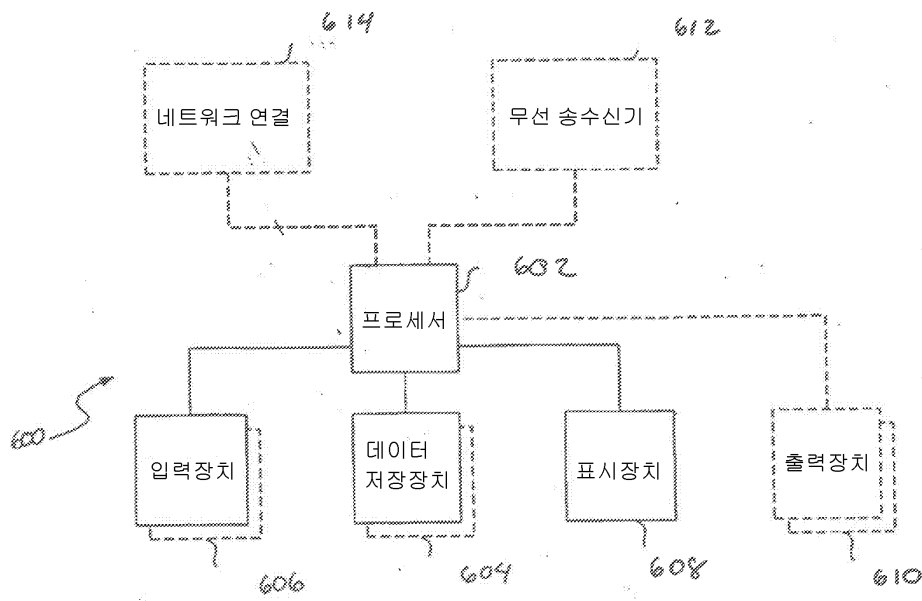 614
612
네트워크 연결
무선 송수신기
602
프로세서
600
입력장치
데이터
저장장치
표시장치
출력장치
606
604
608
610